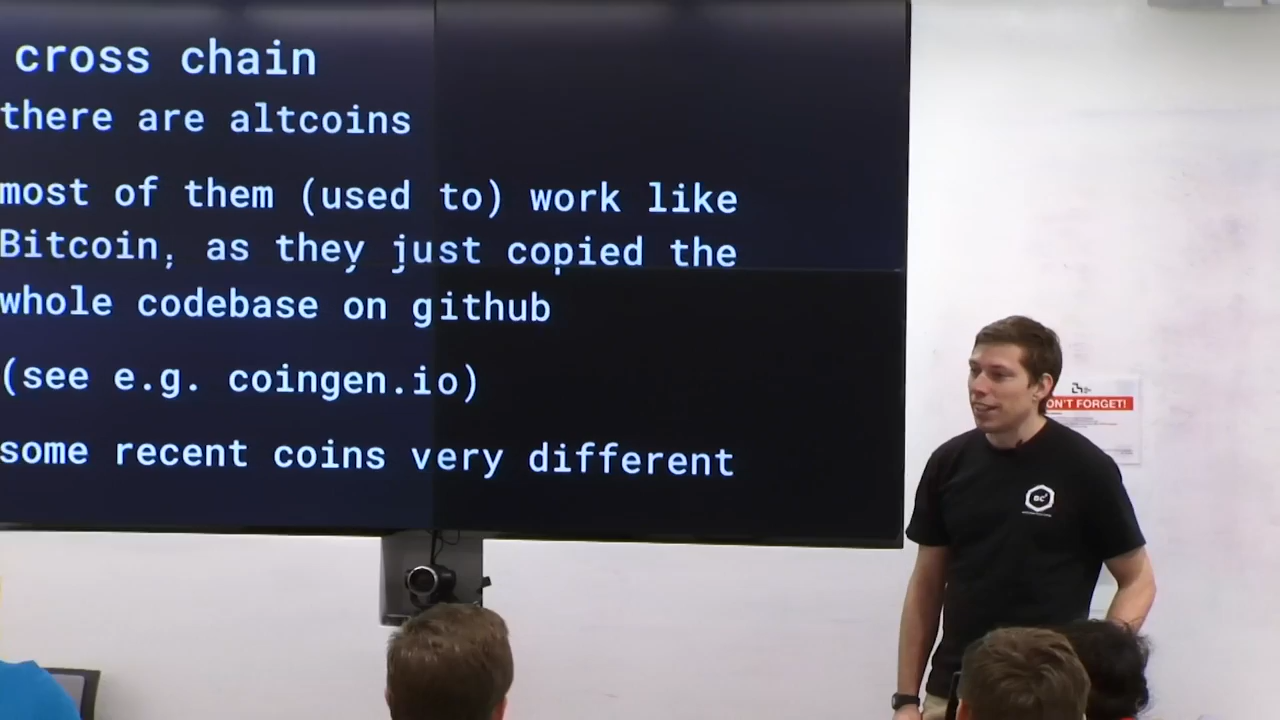 cross chain
there are altcoins
most of them (used to) work like
Bitcoin, as they just copied the
whole codebase on github
(see e.g. coingen.io)
some recent coins very different
ON'T FORGET!